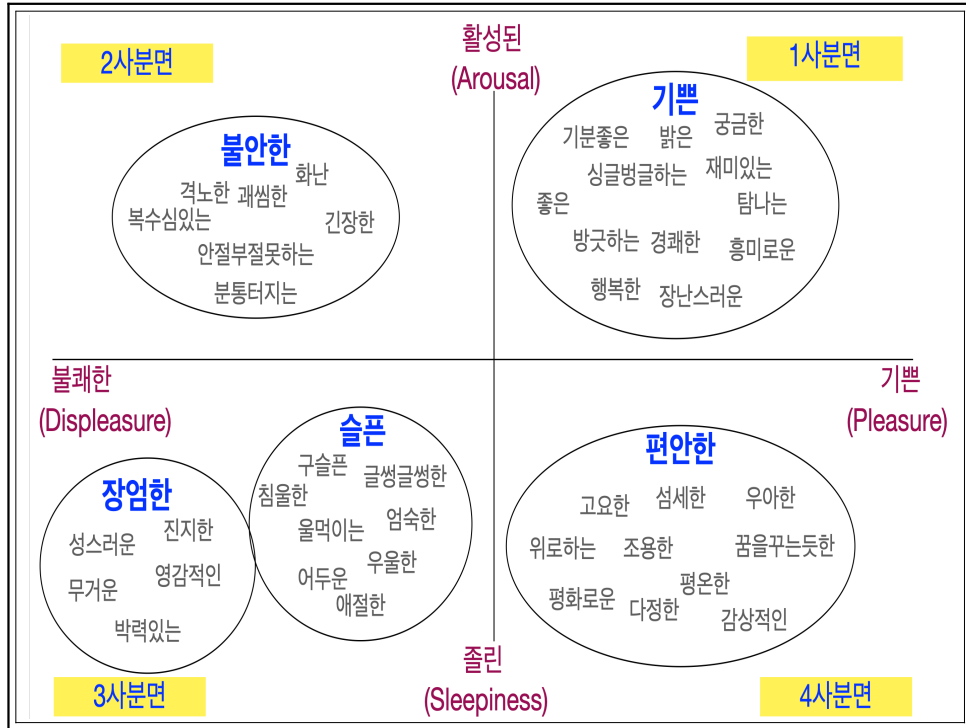 2사분면
활성된
(Arousal)
1사분면
불안한
화난
격노한 괘씸한
복수심있는 긴장한
안절부절못하는
분통터지는
기쁜
기분좋은 밝은 궁금한
싱글벙글하는 재미있는
좋은 탐나는
방긋하는 경쾌한 흥미로운
행복한 장난스러운
불쾌한
(Displeasure)
기쁜
(Pleasure)
장엄한
성스러운 진지한
무거운 영감적인
박력있는
슬픈
구슬픈 글썽글썽한
침울한
울먹이는 엄숙한
어두운 우울한
애절한
편안한
고요한 섬세한 우아한
위로하는 조용한 꿈을꾸는듯한
평화로운 다정한 평온한
감상적인
3사분면
졸린
(Sleepiness)
4사분면